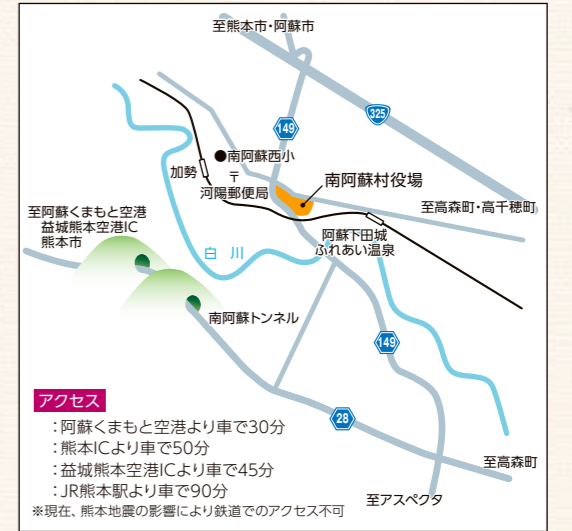 至熊本市・阿蘇市
325
149
●南阿蘇西小
〒
加勢
河陽郵便局
南阿蘇村役場
至阿蘇くまもと空港
益城熊本空港IC
熊本市
至高森町・高千穂町
阿蘇下田城
ふれあい温泉
白川
南阿蘇トンネル
149
28
アクセス
：阿蘇くまもと空港より車で30分
：熊本ICより車で50分
：益城熊本空港ICより車で45分
：JR熊本駅より車で90分
※現在、熊本地震の影響により鉄道でのアクセス不可
至高森町
至アスペクタ